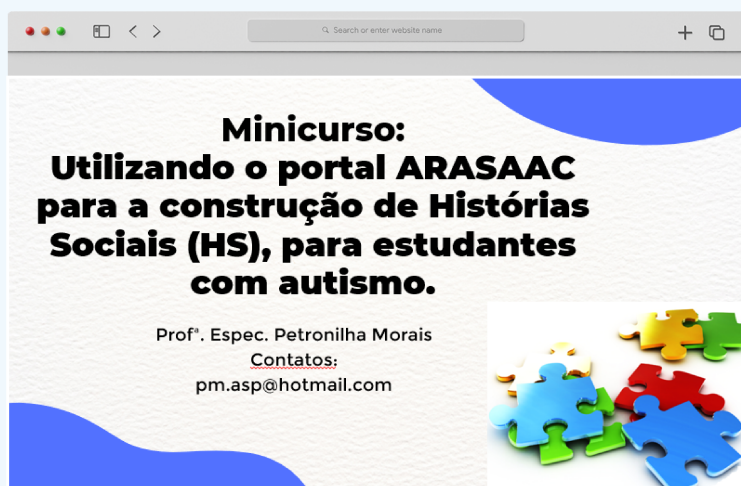 Search or enter website name
Minicurso:
Utilizando o portal ARASAAC
para a construção de Histórias
Sociais (HS), para estudantes
com autismo.
Profª. Espec. Petronilha Morais
Contatos:
pm.asp@hotmail.com